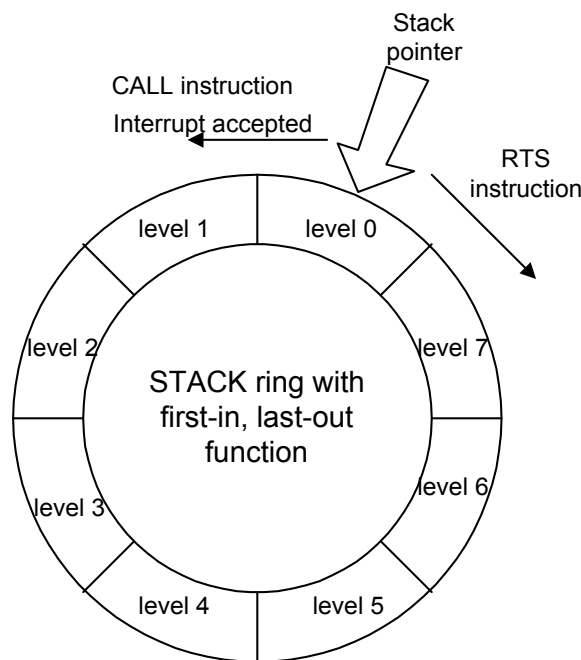 Stack
pointer
CALL instruction
Interrupt accepted
RTS
instruction
level 1
level 0
level 2
level 7
STACK ring with
first-in, last-out
function
level 3
level 6
level 4
level 5